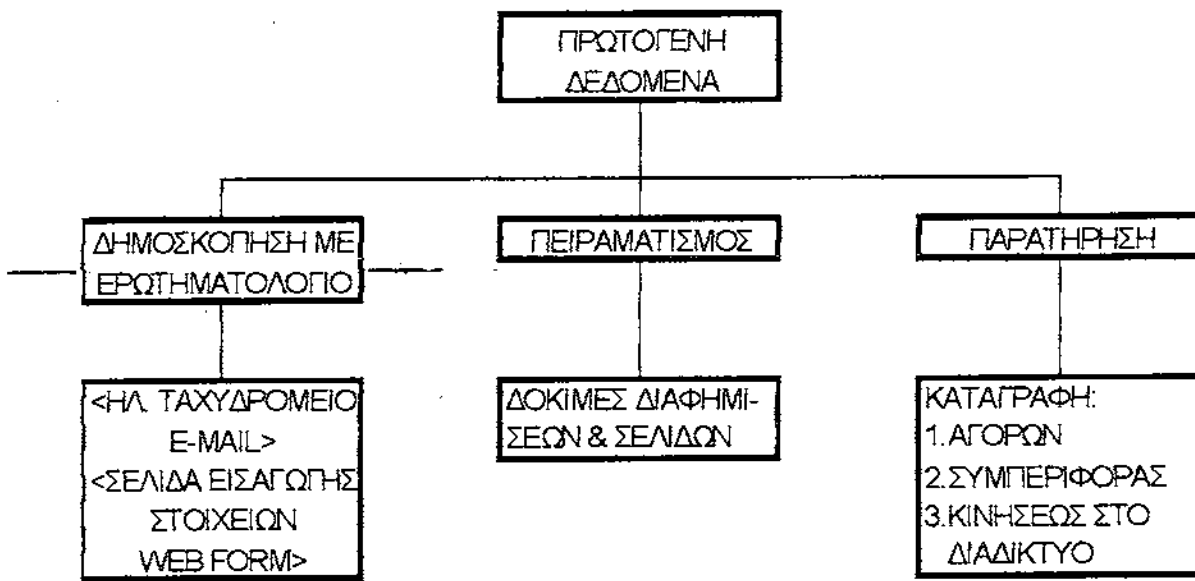 ΠΡΩΤΟΓΕΝΗ
ΔΕΔΟΜΕΝΑ
ΔΗΜΟΣΚΟΠΗΣΗ ΜΕ
ΕΡΩΤΗΜΑΤΟΛΟΓΙΟ
ΠΕΙΡΑΜΑΤΙΣΜΟΣ
ΠΑΡΑΤΗΡΗΣΗ
<ΗΛ. ΤΑΧΥΔΡΟΜΕΙΟ
E-MAIL>
<ΣΕΛΙΔΑ ΕΙΣΑΓΩΓΗΣ
ΣΤΟΙΧΕΙΩΝ
WEB FORM>
ΔΟΚΙΜΕΣ ΔΙΑΦΗΜΙ-
ΣΕΩΝ & ΣΕΛΙΔΩΝ
ΚΑΤΑΓΡΑΦΗ:
1. ΑΓΟΡΩΝ
2. ΣΥΜΠΕΡΙΦΟΡΑΣ
3. ΚΙΝΗΣΕΩΣ ΣΤΟ
ΔΙΑΔΙΚΤΥΟ